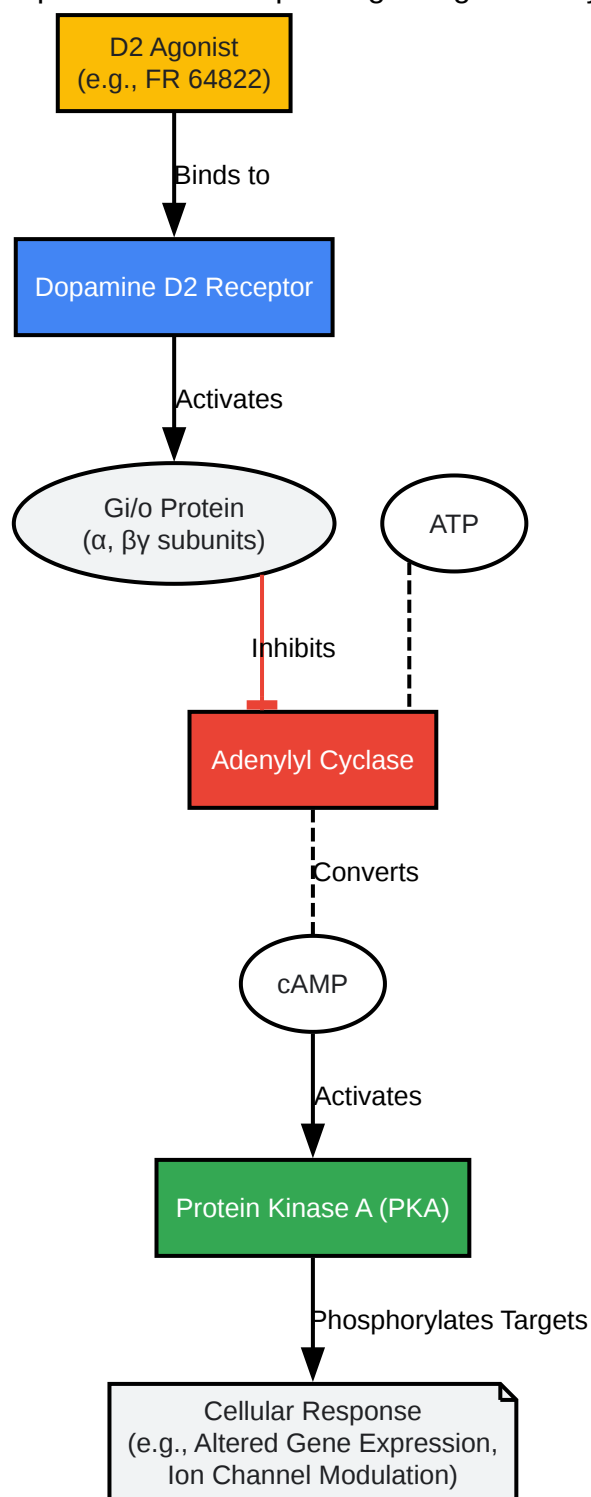 D2 Agonist
(e.g., FR 64822)
Binds to
Dopamine D2 Receptor
Activates
Gi/o Protein
(α, βγ subunits)
ATP
Inhibits
Adenylyl Cyclase
Converts
cAMP
Activates
Protein Kinase A (PKA)
Phosphorylates Targets
Cellular Response
(e.g., Altered Gene Expression,
Ion Channel Modulation)